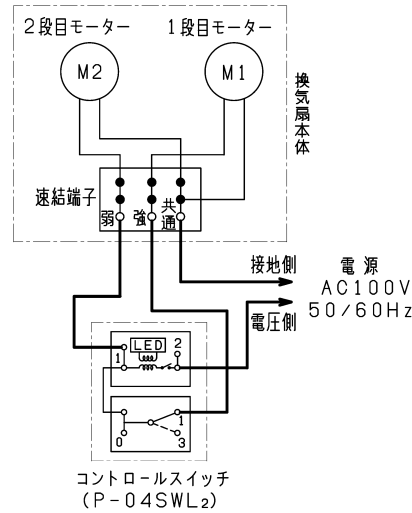 2段目モーター
1段目モーター
M2
M1
換気扇本体
速結端子
弱
強
共通
接地側
電源
AC100V
50/60Hz
電圧側
LED
2
1
1
0
3
コントロールスイッチ
(P-04SWL₂)